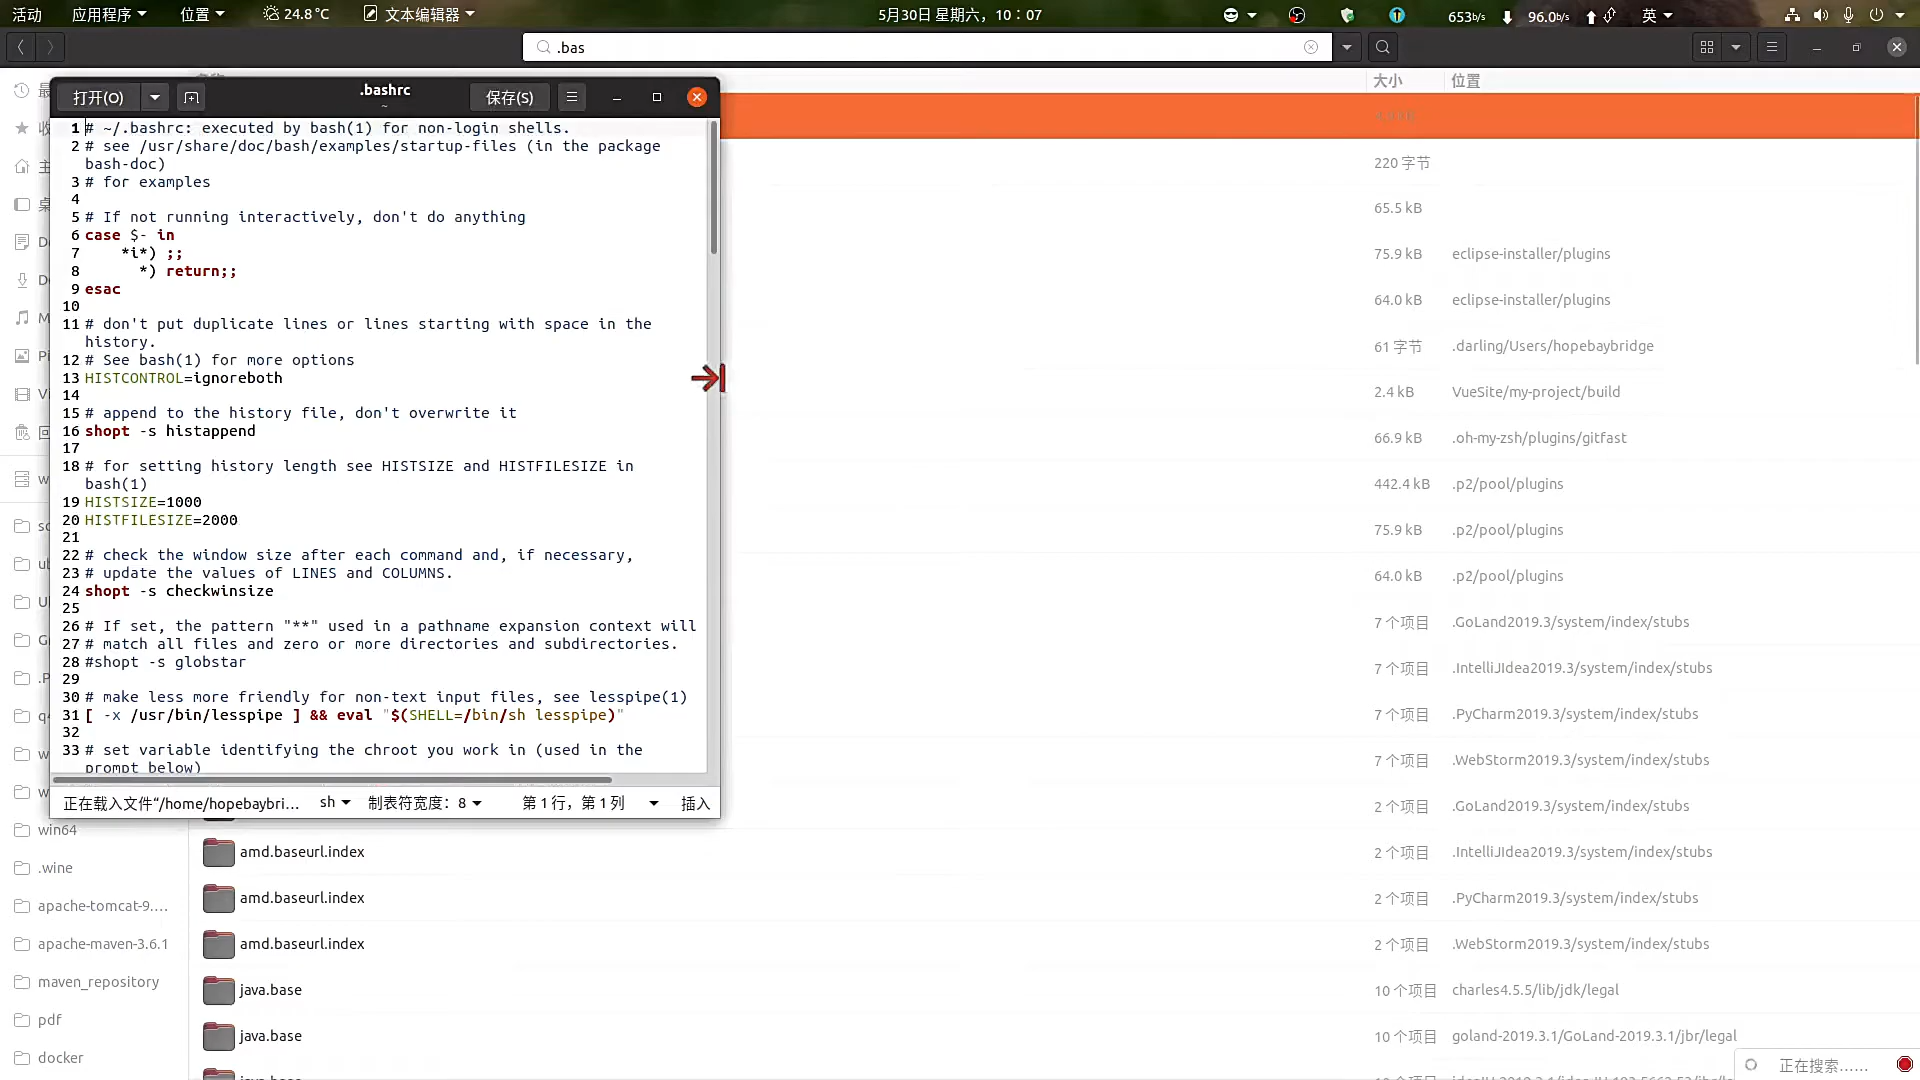 活动 应用程序 位置 24.8°C 文本编辑器 5月30日 星期六，10：07 653b/s 96.0b/s 英
.bas
大小 位置
打开(O) .bashrc 保存(S)
~
1 # ~/.bashrc: executed by bash(1) for non-login shells.
2 # see /usr/share/doc/bash/examples/startup-files (in the package
bash-doc)
3 # for examples
4
5 # If not running interactively, don't do anything
6 case $- in
7     *i*) ;;
8       *) return;;
9 esac
10
11 # don't put duplicate lines or lines starting with space in the
history.
12 # See bash(1) for more options
13 HISTCONTROL=ignoreboth
14
15 # append to the history file, don't overwrite it
16 shopt -s histappend
17
18 # for setting history length see HISTSIZE and HISTFILESIZE in
bash(1)
19 HISTSIZE=1000
20 HISTFILESIZE=2000
21
22 # check the window size after each command and, if necessary,
23 # update the values of LINES and COLUMNS.
24 shopt -s checkwinsize
25
26 # If set, the pattern "**" used in a pathname expansion context will
27 # match all files and zero or more directories and subdirectories.
28 #shopt -s globstar
29
30 # make less more friendly for non-text input files, see lesspipe(1)
31 [ -x /usr/bin/lesspipe ] && eval "$(SHELL=/bin/sh lesspipe)"
32
33 # set variable identifying the chroot you work in (used in the
prompt below)
正在载入文件“/home/hopebaybri… sh 制表符宽度：8 第 1 行，第 1 列 插入
220 字节
65.5 kB
75.9 kB eclipse-installer/plugins
64.0 kB eclipse-installer/plugins
61 字节 .darling/Users/hopebaybridge
2.4 kB VueSite/my-project/build
66.9 kB .oh-my-zsh/plugins/gitfast
442.4 kB .p2/pool/plugins
75.9 kB .p2/pool/plugins
64.0 kB .p2/pool/plugins
7 个项目 .GoLand2019.3/system/index/stubs
7 个项目 .IntelliJIdea2019.3/system/index/stubs
7 个项目 .PyCharm2019.3/system/index/stubs
7 个项目 .WebStorm2019.3/system/index/stubs
2 个项目 .GoLand2019.3/system/index/stubs
win64
amd.baseurl.index 2 个项目 .IntelliJIdea2019.3/system/index/stubs
.wine
amd.baseurl.index 2 个项目 .PyCharm2019.3/system/index/stubs
apache-tomcat-9.…
amd.baseurl.index 2 个项目 .WebStorm2019.3/system/index/stubs
apache-maven-3.6.1
java.base 10 个项目 charles4.5.5/lib/jdk/legal
maven_repository
pdf
java.base 10 个项目 goland-2019.3.1/GoLand-2019.3.1/jbr/legal
docker
正在搜索……